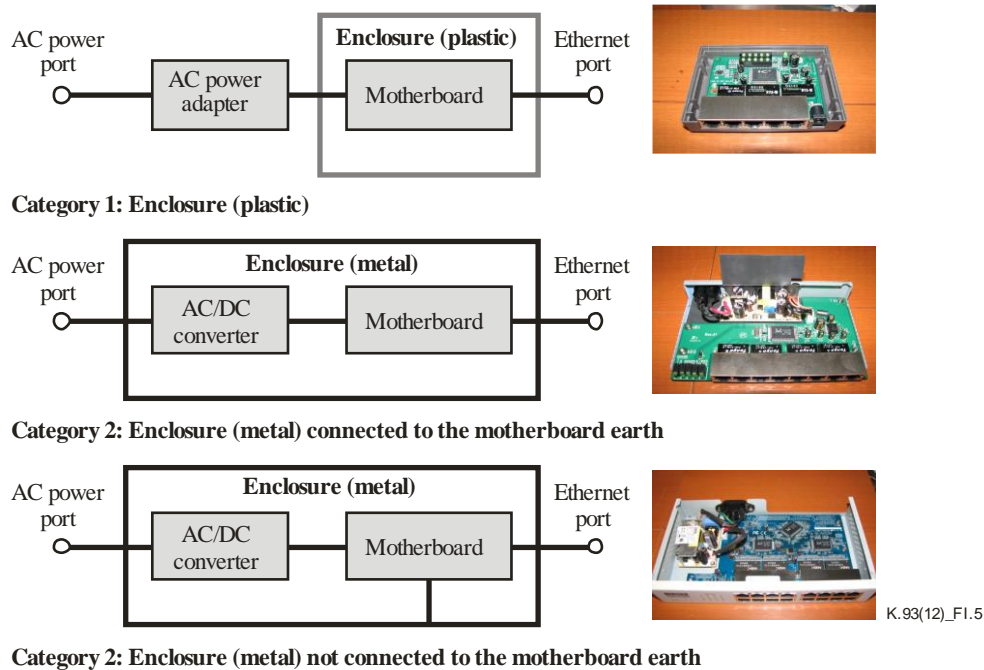 AC power
port
AC power
adapter
Enclosure (plastic)
Motherboard
Ethernet
port
Category 1: Enclosure (plastic)
AC power
port
Enclosure (metal)
AC/DC
converter
Motherboard
Ethernet
port
Category 2: Enclosure (metal) connected to the motherboard earth
AC power
port
Enclosure (metal)
AC/DC
converter
Motherboard
Ethernet
port
K.93(12)_FI.5
Category 2: Enclosure (metal) not connected to the motherboard earth